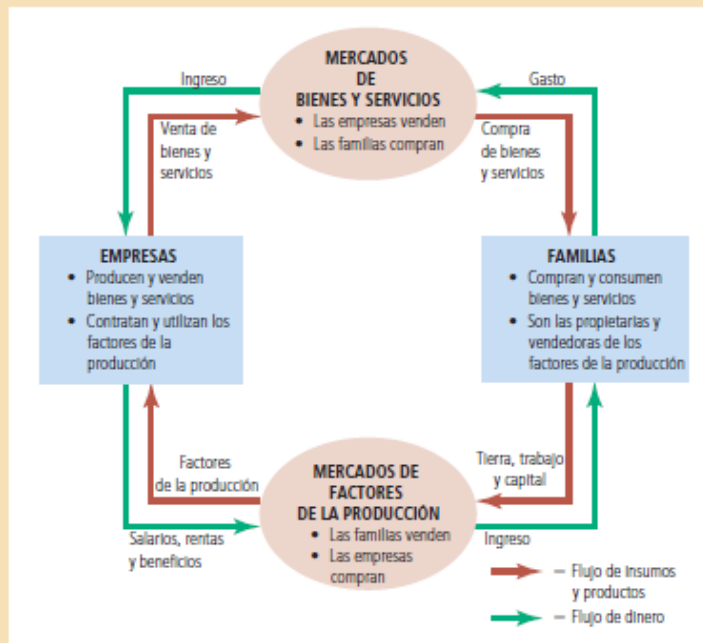 MERCADOS
DE
BIENES Y SERVICIOS
• Las empresas venden
• Las familias compran
Ingreso
Gasto
Venta de
bienes y
servicios
Compra
de bienes
y servicios
EMPRESAS
• Producen y venden
bienes y servicios
• Contratan y utilizan los
factores de la
producción
FAMILIAS
• Compran y consumen
bienes y servicios
• Son las propietarias y
vendedoras de los
factores de la producción
Factores
de la producción
Tierra, trabajo
y capital
MERCADOS DE
FACTORES
DE LA PRODUCCIÓN
• Las familias venden
• Las empresas
compran
Salarios, rentas
y beneficios
Ingreso
– Flujo de insumos
y productos
– Flujo de dinero